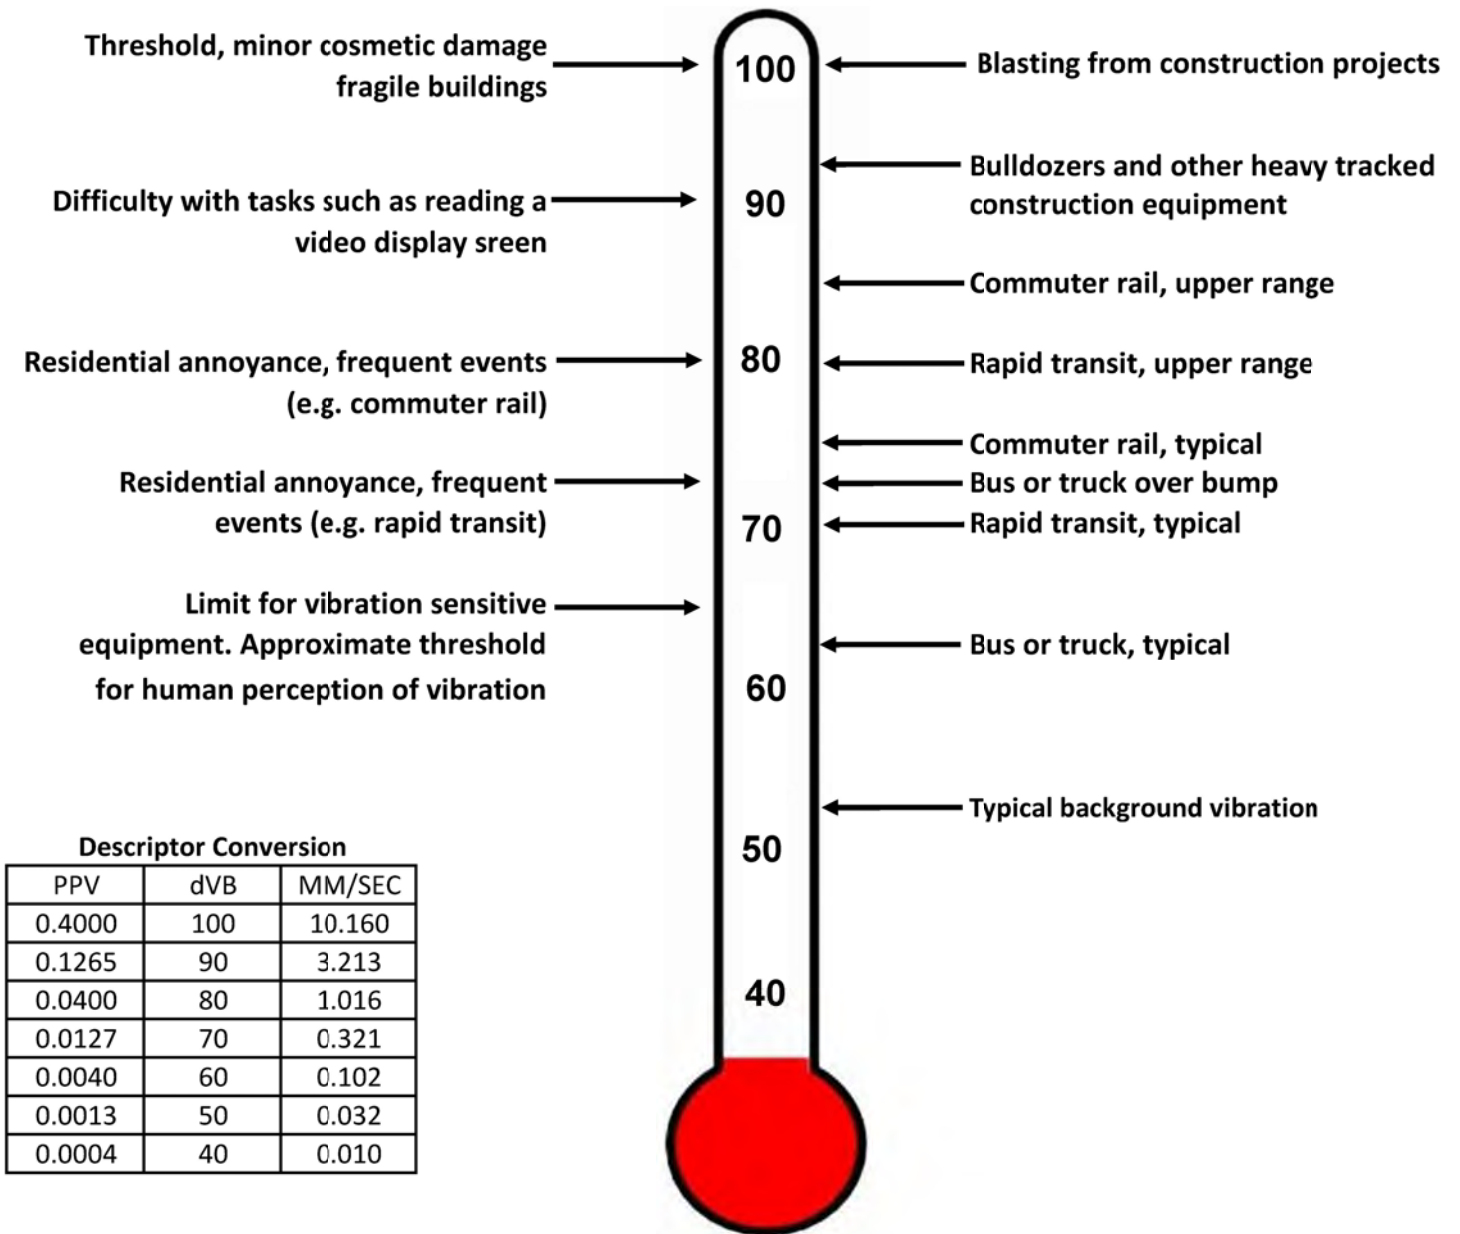 Threshold, minor cosmetic damage
fragile buildings
Difficulty with tasks such as reading a
video display sreen
Residential annoyance, frequent events
(e.g. commuter rail)
Residential annoyance, frequent
events (e.g. rapid transit)
Limit for vibration sensitive
equipment. Approximate threshold
for human perception of vibration
100
90
80
70
60
50
40
Blasting from construction projects
Bulldozers and other heavy tracked
construction equipment
Commuter rail, upper range
Rapid transit, upper range
Commuter rail, typical
Bus or truck over bump
Rapid transit, typical
Bus or truck, typical
Typical background vibration
Descriptor Conversion
PPV dVB MM/SEC
0.4000 100 10.160
0.1265 90 3.213
0.0400 80 1.016
0.0127 70 0.321
0.0040 60 0.102
0.0013 50 0.032
0.0004 40 0.010